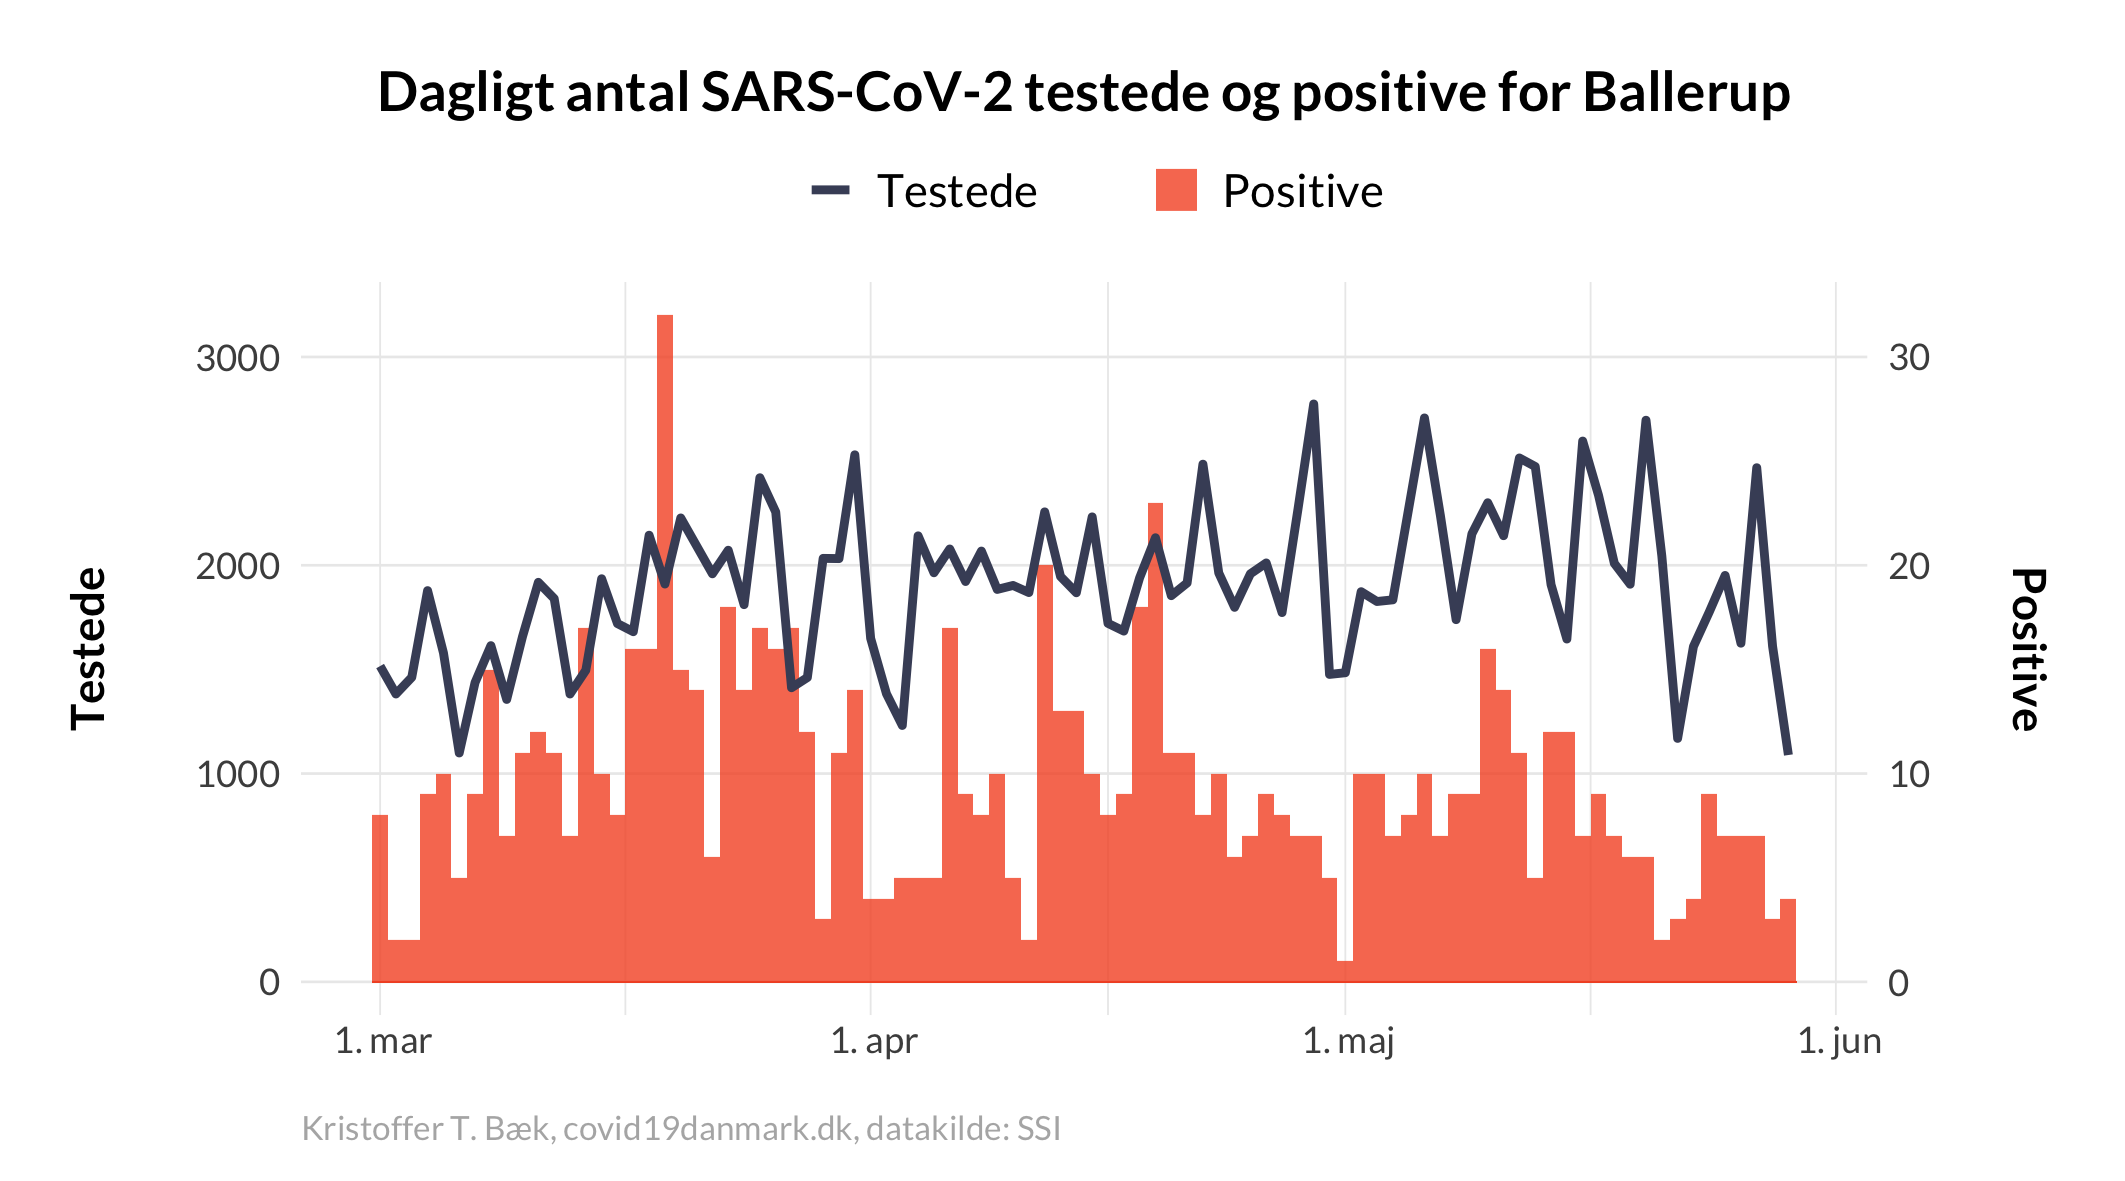 Dagligt antal SARS-CoV-2 testede og positive for Ballerup
Testede Positive
3000 30
2000 20
Testede Positive
1000 10
0 0
1. mar 1. apr 1. maj 1. jun
Kristoffer T. Bæk, covid19danmark.dk, datakilde: SSI